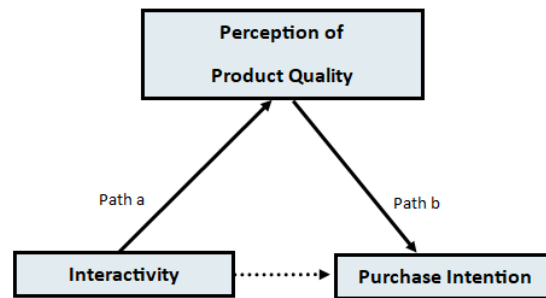 Perception of
Product Quality
Path a
Path b
Interactivity
Purchase Intention